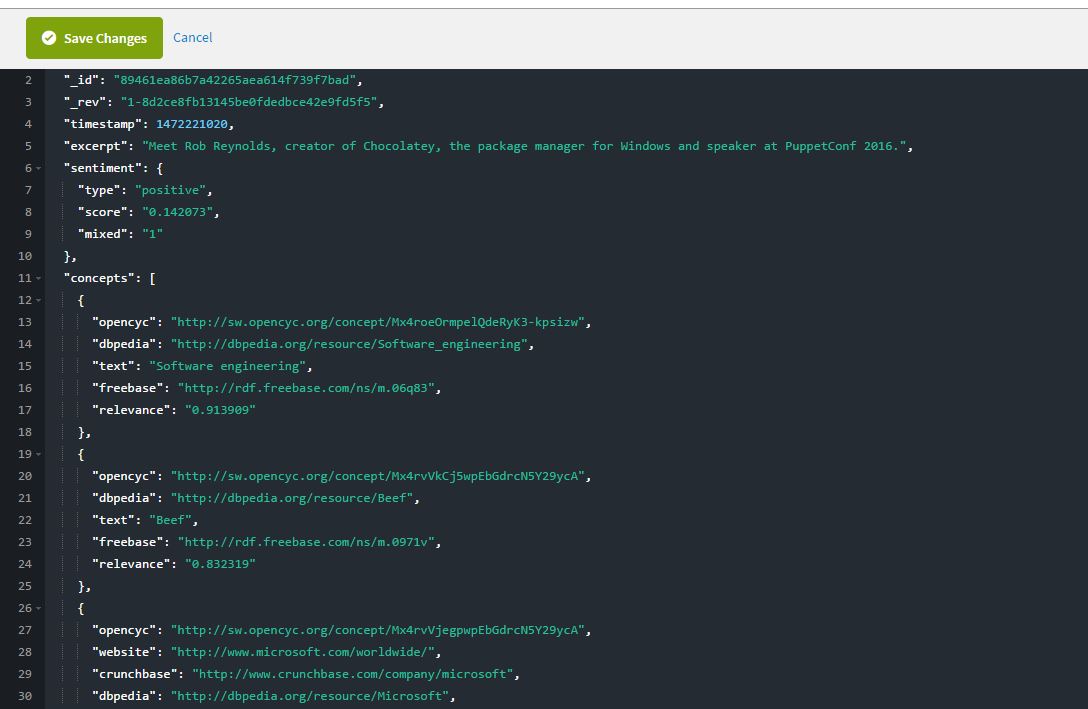 Save Changes Cancel
2 "_id": "89461ea86b7a42265aea614f739f7bad",
3 "_rev": "1-8d2ce8fb13145be0fdedbce42e9fd5f5",
4 "timestamp": 1472221020,
5 "excerpt": "Meet Rob Reynolds, creator of Chocolatey, the package manager for Windows and speaker at PuppetConf 2016.",
6 "sentiment": {
7 "type": "positive",
8 "score": "0.142073",
9 "mixed": "1"
10 },
11 "concepts": [
12 {
13 "opencyc": "http://sw.opencyc.org/concept/Mx4roeOrmpelQdeRyK3-kpsizw",
14 "dbpedia": "http://dbpedia.org/resource/Software_engineering",
15 "text": "Software engineering",
16 "freebase": "http://rdf.freebase.com/ns/m.06q83",
17 "relevance": "0.913909"
18 },
19 {
20 "opencyc": "http://sw.opencyc.org/concept/Mx4rvVkCj5wpEbGdrcN5Y29ycA",
21 "dbpedia": "http://dbpedia.org/resource/Beef",
22 "text": "Beef",
23 "freebase": "http://rdf.freebase.com/ns/m.0971v",
24 "relevance": "0.832319"
25 },
26 {
27 "opencyc": "http://sw.opencyc.org/concept/Mx4rvVjegpwpEbGdrcN5Y29ycA",
28 "website": "http://www.microsoft.com/worldwide/",
29 "crunchbase": "http://www.crunchbase.com/company/microsoft",
30 "dbpedia": "http://dbpedia.org/resource/Microsoft",